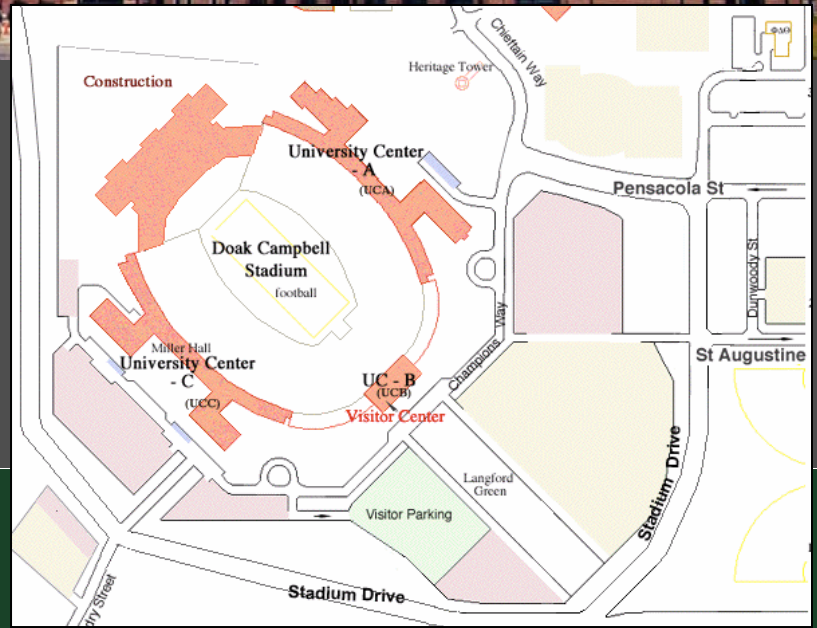 ΦΔΘ
Chieftain Way
Heritage Tower
Construction
University Center
- A
(UCA)
Pensacola St
Doak Campbell
Stadium
football
Dunwoody St
Way
Miller Hall
University Center
- C
(UCC)
St Augustine
UC - B
(UCB)
Champions
Visitor Center
Langford
Green
Visitor Parking
Stadium Drive
Stadium Drive
dry Street